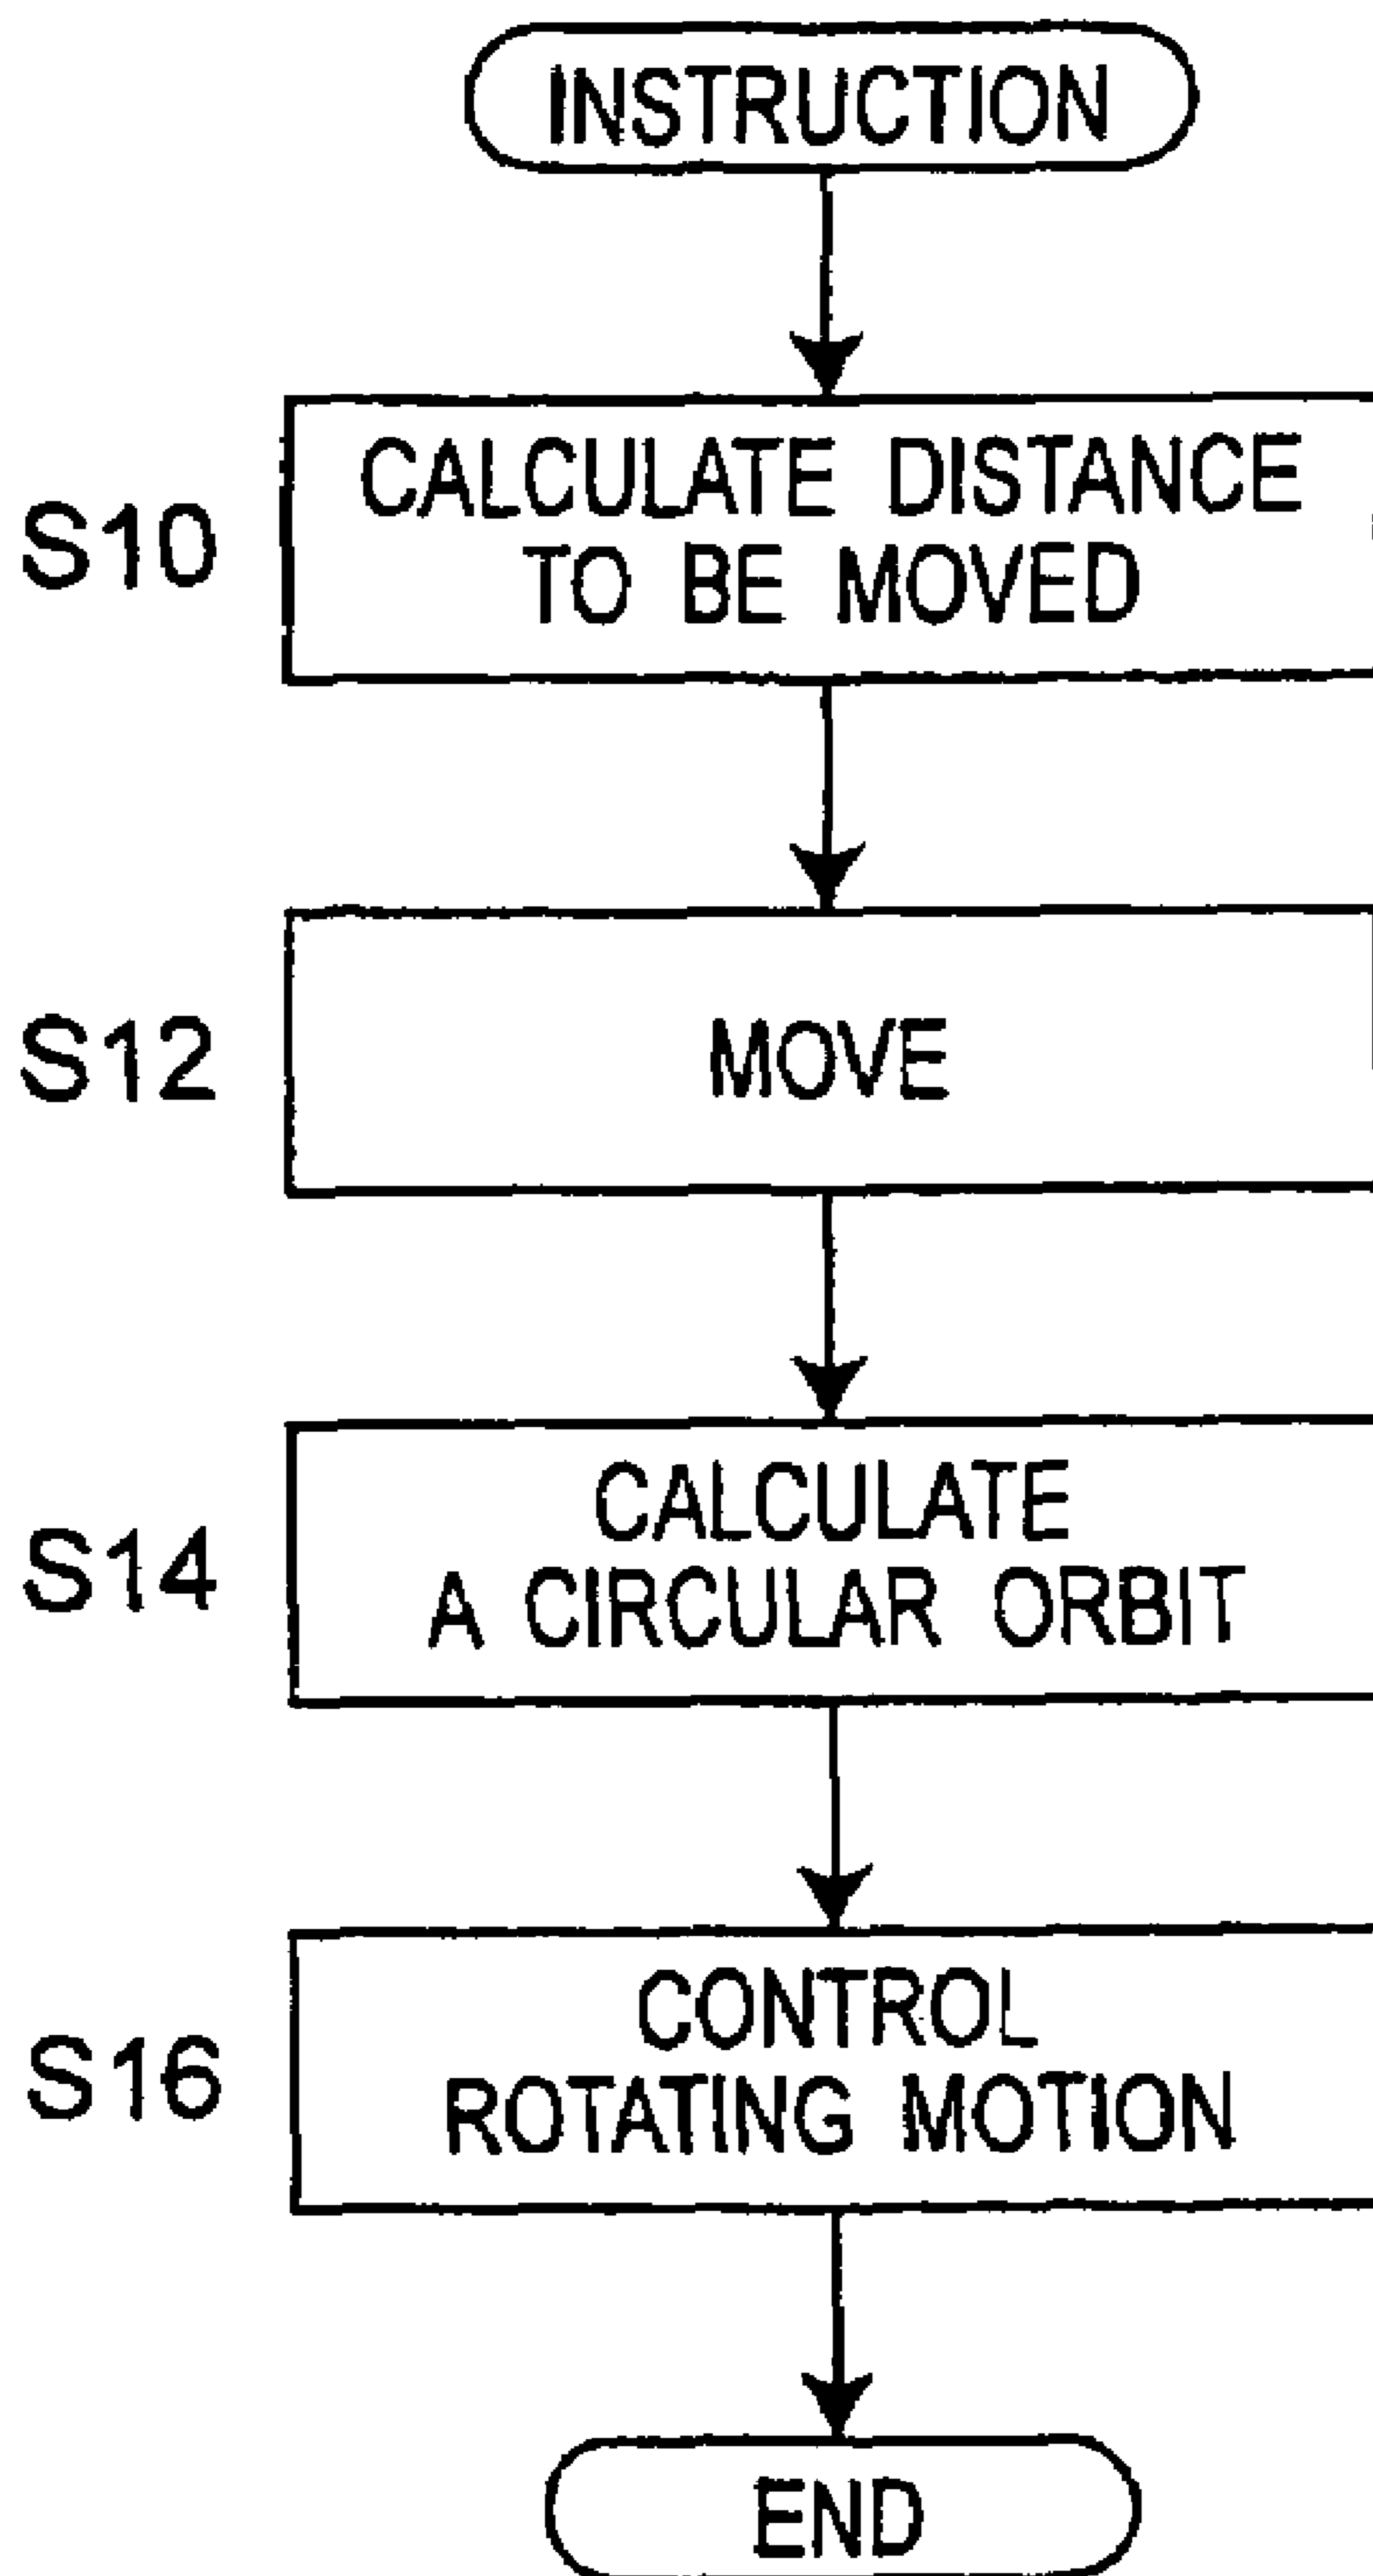 INSTRUCTION
S10
CALCULATE DISTANCE
TO BE MOVED
S12
MOVE
S14
CALCULATE
A CIRCULAR ORBIT
S16
CONTROL
ROTATING MOTION
END